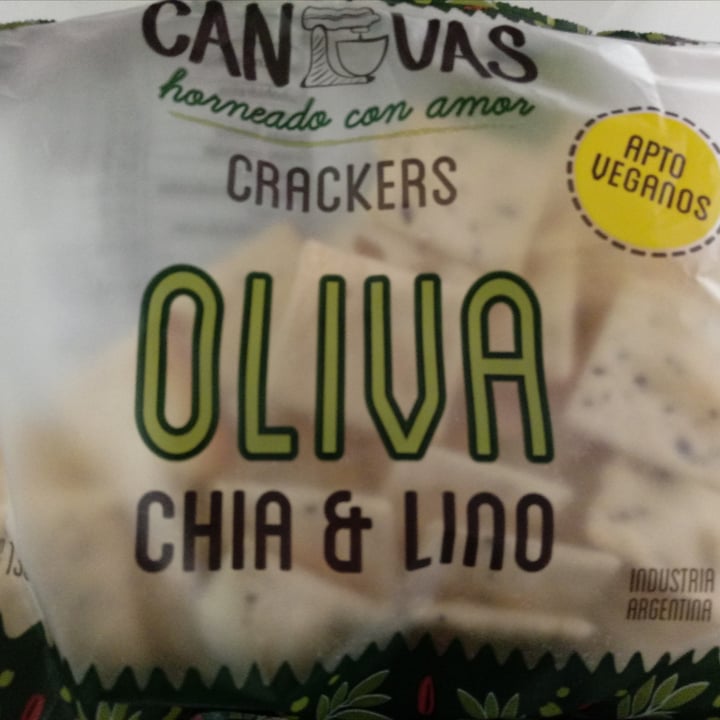 CANVAS
horneado con amor
CRACKERS
APTO
VEGANOS
OLIVA
CHIA & LINO
INDUSTRIA
ARGENTINA